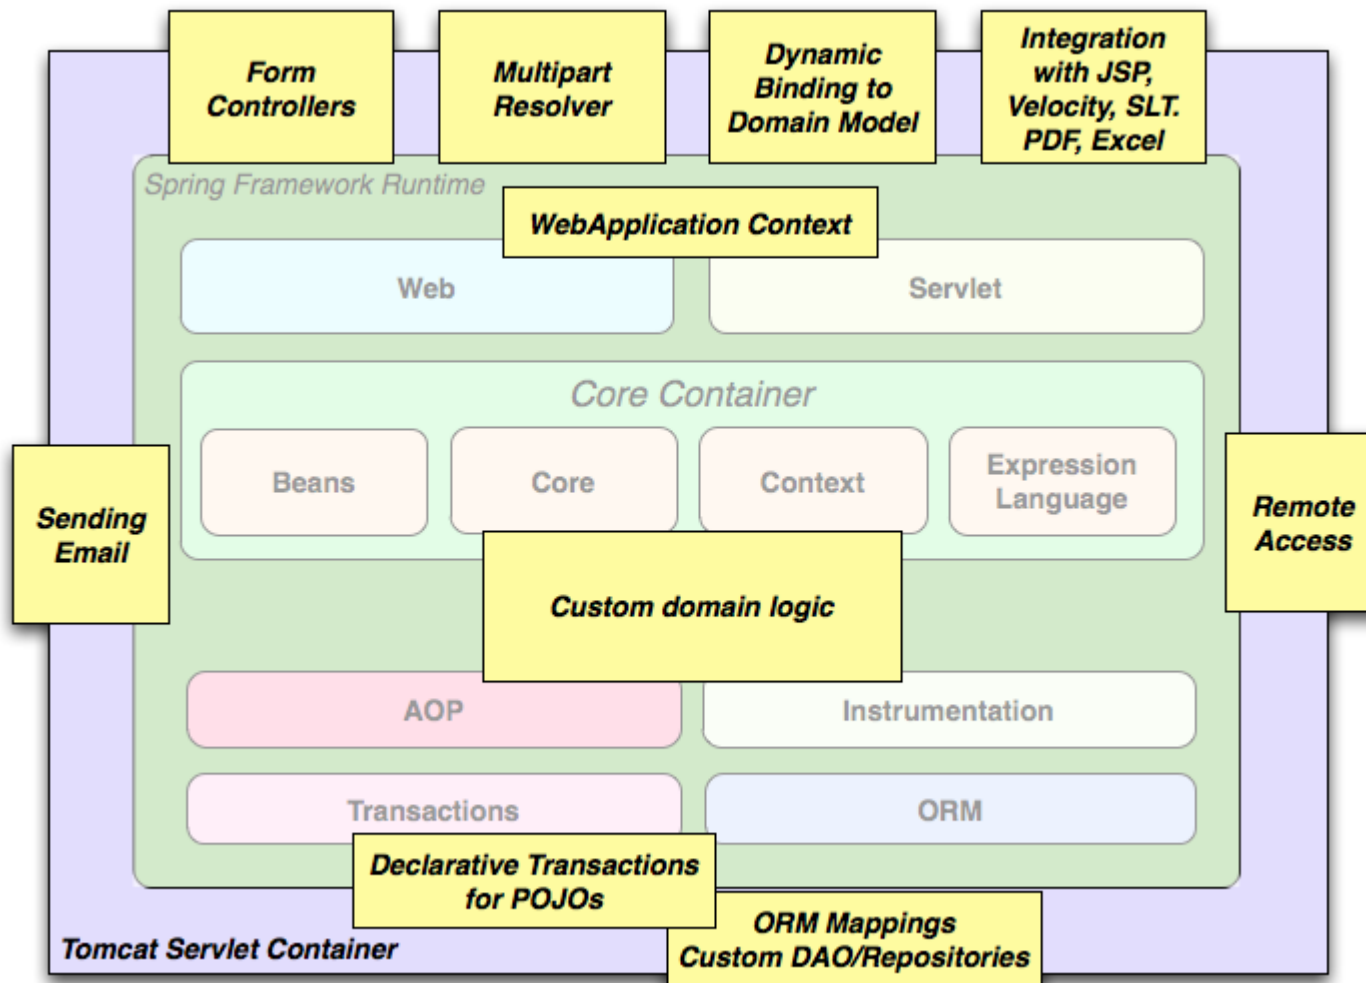 Form
Controllers
Multipart
Resolver
Dynamic
Binding to
Domain Model
Integration
with JSP,
Velocity, SLT.
PDF, Excel
Spring Framework Runtime
WebApplication Context
Web
Servlet
Core Container
Beans
Core
Context
Expression
Language
Sending
Email
Remote
Access
Custom domain logic
AOP
Instrumentation
Transactions
ORM
Declarative Transactions
for POJOs
ORM Mappings
Custom DAO/Repositories
Tomcat Servlet Container